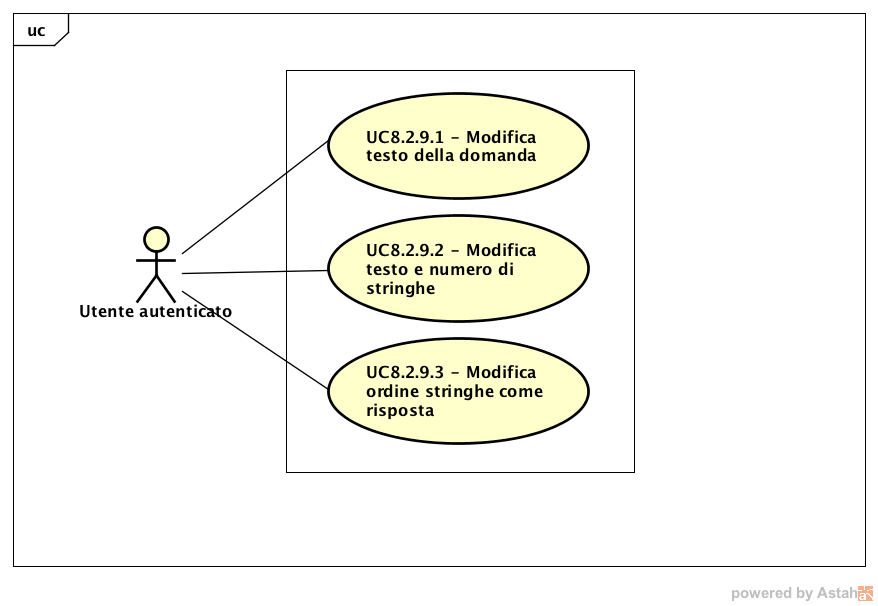 uc
UC8.2.9.1 - Modifica
testo della domanda
UC8.2.9.2 - Modifica
testo e numero di
stringhe
Utente autenticato
UC8.2.9.3 - Modifica
ordine stringhe come
risposta
powered by Astah